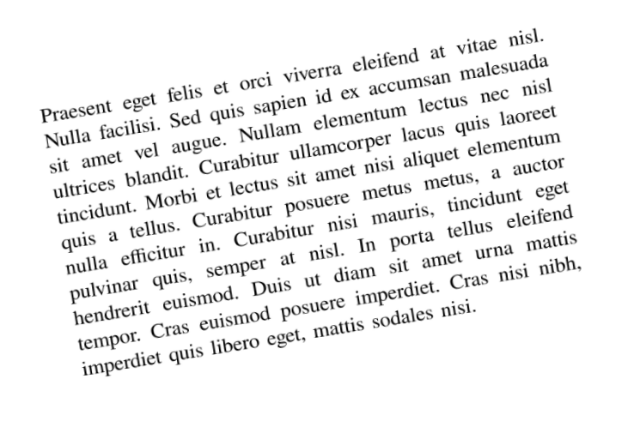 Praesent eget felis et orci viverra eleifend at vitae nisl.
Nulla facilisi. Sed quis sapien id ex accumsan malesuada
sit amet vel augue. Nullam elementum lectus nec nisl
ultrices blandit. Curabitur ullamcorper lacus quis laoreet
tincidunt. Morbi et lectus sit amet nisi aliquet elementum
quis a tellus. Curabitur posuere metus metus, a auctor
nulla efficitur in. Curabitur nisi mauris, tincidunt eget
pulvinar quis, semper at nisl. In porta tellus eleifend
hendrerit euismod. Duis ut diam sit amet urna mattis
tempor. Cras euismod posuere imperdiet. Cras nisi nibh,
imperdiet quis libero eget, mattis sodales nisi.